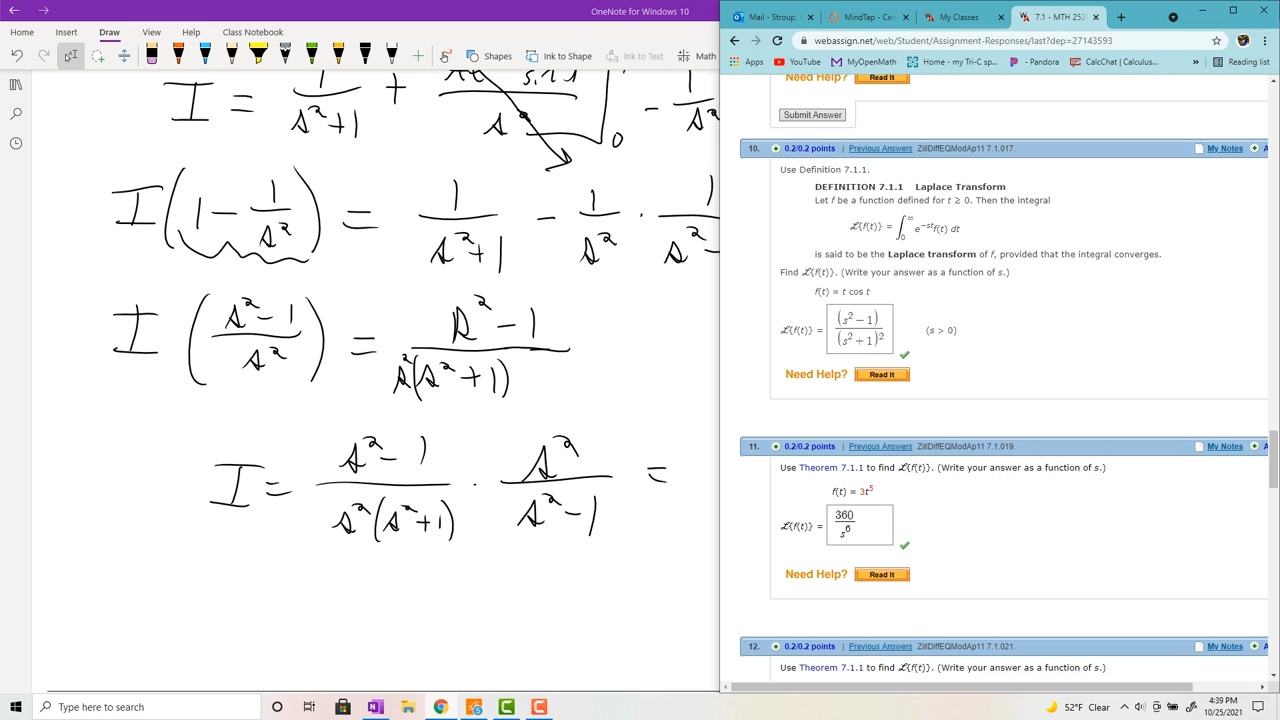 OneNote for Windows 10
Home Insert Draw View Help Class Notebook
Ink to Shape Ink to Text Math
I = 1/(s²+1) + 0 - 1/s²
I(1 - 1/s²) = 1/(s²+1) - 1/s² · 1/s²
I((s²-1)/s²) = (s²-1)/(s²(s²+1))
I = (s²-1)/(s²(s²+1)) · s²/(s²-1) =
Mail - Stroup, MindTap - Cen My Classes 7.1 - MTH 253
webassign.net/web/Student/Assignment-Responses/last?dep=27143593
Apps YouTube MyOpenMath Home - my Tri-C sp... - Pandora CalcChat | Calculus... Reading list
Need Help? Read It
Submit Answer
10. 0.2/0.2 points | Previous Answers ZillDiffEQModAp11 7.1.017. My Notes
Use Definition 7.1.1.
DEFINITION 7.1.1 Laplace Transform
Let f be a function defined for t ≥ 0. Then the integral
ℒ{f(t)} = ∫₀^∞ e^(−st) f(t) dt
is said to be the Laplace transform of f, provided that the integral converges.
Find ℒ{f(t)}. (Write your answer as a function of s.)
f(t) = t cos t
ℒ{f(t)} = (s² − 1)/(s² + 1)² (s > 0)
Need Help? Read It
11. 0.2/0.2 points | Previous Answers ZillDiffEQModAp11 7.1.019. My Notes
Use Theorem 7.1.1 to find ℒ{f(t)}. (Write your answer as a function of s.)
f(t) = 3t⁵
ℒ{f(t)} = 360/s⁶
Need Help? Read It
12. 0.2/0.2 points | Previous Answers ZillDiffEQModAp11 7.1.021. My Notes
Use Theorem 7.1.1 to find ℒ{f(t)}. (Write your answer as a function of s.)
Type here to search
52°F Clear
4:39 PM
10/25/2021